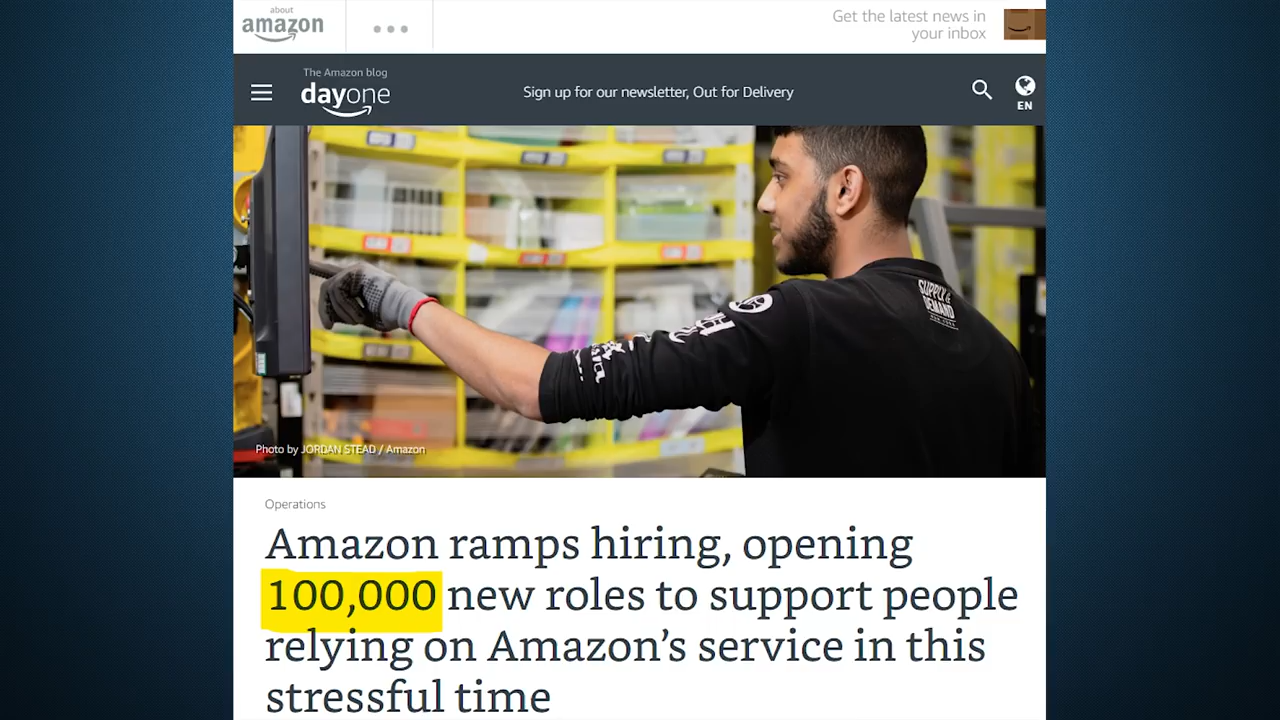 about
amazon
Get the latest news in
your inbox
The Amazon blog
dayone
Sign up for our newsletter, Out for Delivery
EN
SUPPLY &
DEMAND
Photo by JORDAN STEAD / Amazon
Operations
Amazon ramps hiring, opening
100,000 new roles to support people
relying on Amazon's service in this
stressful time